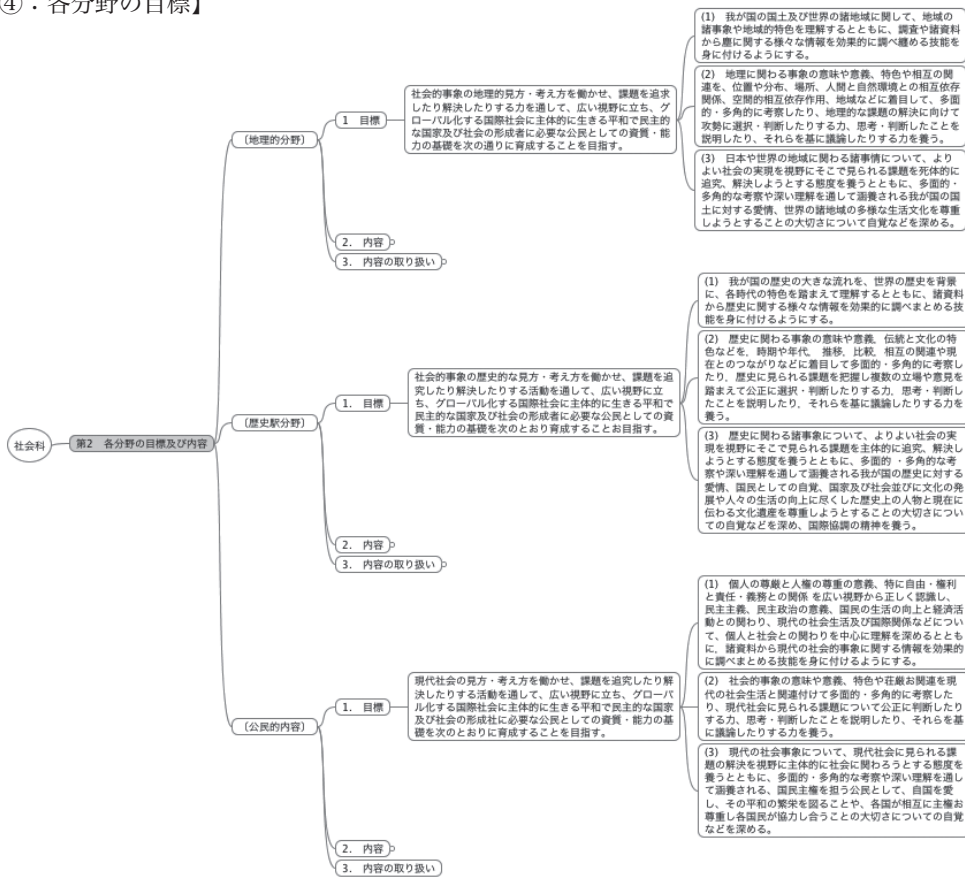 ④：各分野の目標】
社会科
第2　各分野の目標及び内容
〔地理的分野〕
1　目標
社会的事象の地理的見方・考え方を働かせ、課題を追求
したり解決したりする力を通して、広い視野に立ち、グ
ローバル化する国際社会に主体的に生きる平和で民主的
な国家及び社会の形成者に必要な公民としての資質・能
力の基礎を次の通りに育成することを目指す。
(1)　我が国の国土及び世界の諸地域に関して、地域の
諸事象や地域的特色を理解するとともに、調査や諸資料
から塵に関する様々な情報を効果的に調べ纏める技能を
身に付けるようにする。
(2)　地理に関わる事象の意味や意義、特色や相互の関
連を、位置や分布、場所、人間と自然環境との相互依存
関係、空間的相互依存作用、地域などに着目して、多面
的・多角的に考察したり、地理的な課題の解決に向けて
攻勢に選択・判断したりする力、思考・判断したことを
説明したり、それらを基に議論したりする力を養う。
(3)　日本や世界の地域に関わる諸事情について、より
よい社会の実現を視野にそこで見られる課題を死体的に
追究、解決しようとする態度を養うとともに、多面的・
多角的な考察や深い理解を通して涵養される我が国の国
土に対する愛情、世界の諸地域の多様な生活文化を尊重
しようとすることの大切さについて自覚などを深める。
2.　内容
3.　内容の取り扱い
〔歴史駅分野〕
1.　目標
社会的事象の歴史的な見方・考え方を働かせ、課題を追
究したり解決したりする活動を通して、広い視野に立
ち、グローバル化する国際社会に主体的に生きる平和で
民主的な国家及び社会の形成者に必要な公民としての資
質・能力の基礎を次のとおり育成することお目指す。
(1)　我が国の歴史の大きな流れを、世界の歴史を背景
に、各時代の特色を踏まえて理解するとともに、諸資料
から歴史に関する様々な情報を効果的に調べまとめる技
能を身に付けるようにする。
(2)　歴史に関わる事象の意味や意義、伝統と文化の特
色などを、時期や年代、推移、比較、相互の関連や現
在とのつながりなどに着目して多面的・多角的に考察し
たり、歴史に見られる課題を把握し複数の立場や意見を
踏まえて公正に選択・判断したりする力、思考・判断し
たことを説明したり、それらを基に議論したりする力を
養う。
(3)　歴史に関わる諸事象について、よりよい社会の実
現を視野にそこで見られる課題を主体的に追究、解決し
ようとする態度を養うとともに、多面的 ・多角的な考
察や深い理解を通して涵養される我が国の歴史に対する
愛情、国民としての自覚、国家及び社会並びに文化の発
展や人々の生活の向上に尽くした歴史上の人物と現在に
伝わる文化遺産を尊重しようとすることの大切さについ
ての自覚などを深め、国際協調の精神を養う。
2.　内容
3.　内容の取り扱い
〔公民的内容〕
1.　目標
現代社会の見方・考え方を働かせ、課題を追究したり解
決したりする活動を通して、広い視野に立ち、グローバ
ル化する国際社会に主体的に生きる平和で民主的な国家
及び社会の形成社に必要な公民としての資質・能力の基
礎を次のとおりに育成することを目指す。
(1)　個人の尊厳と人権の尊重の意義、特に自由・権利
と責任・義務との関係 を広い視野から正しく認識し、
民主主義、民主政治の意義、国民の生活の向上と経済活
動との関わり、現代の社会生活及び国際関係などについ
て、個人と社会との関わりを中心に理解を深めるととも
に、諸資料から現代の社会的事象に関する情報を効果的
に調べまとめる技能を身に付けるようにする。
(2)　社会的事象の意味や意義、特色や荘厳お関連を現
代の社会生活と関連付けて多面的・多角的に考察した
り、現代社会に見られる課題について公正に判断したり
する力、思考・判断したことを説明したり、それらを基
に議論したりする力を養う。
(3)　現代の社会事象について、現代社会に見られる課
題の解決を視野に主体的に社会に関わろうとする態度を
養うとともに、多面的・多角的な考察や深い理解を通し
て涵養される、国民主権を担う公民として、自国を愛
し、その平和の繁栄を図ることや、各国が相互に主権お
尊重し各国民が協力し合うことの大切さについての自覚
などを深める。
2.　内容
3.　内容の取り扱い